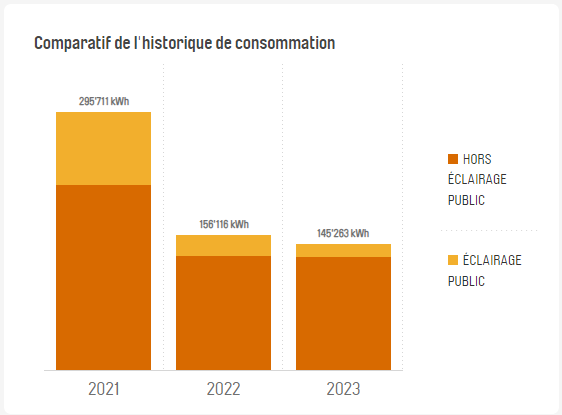 Comparatif de l'historique de consommation
295'711 kWh
156'116 kWh
145'263 kWh
HORS
ÉCLAIRAGE
PUBLIC
ÉCLAIRAGE
PUBLIC
2021
2022
2023